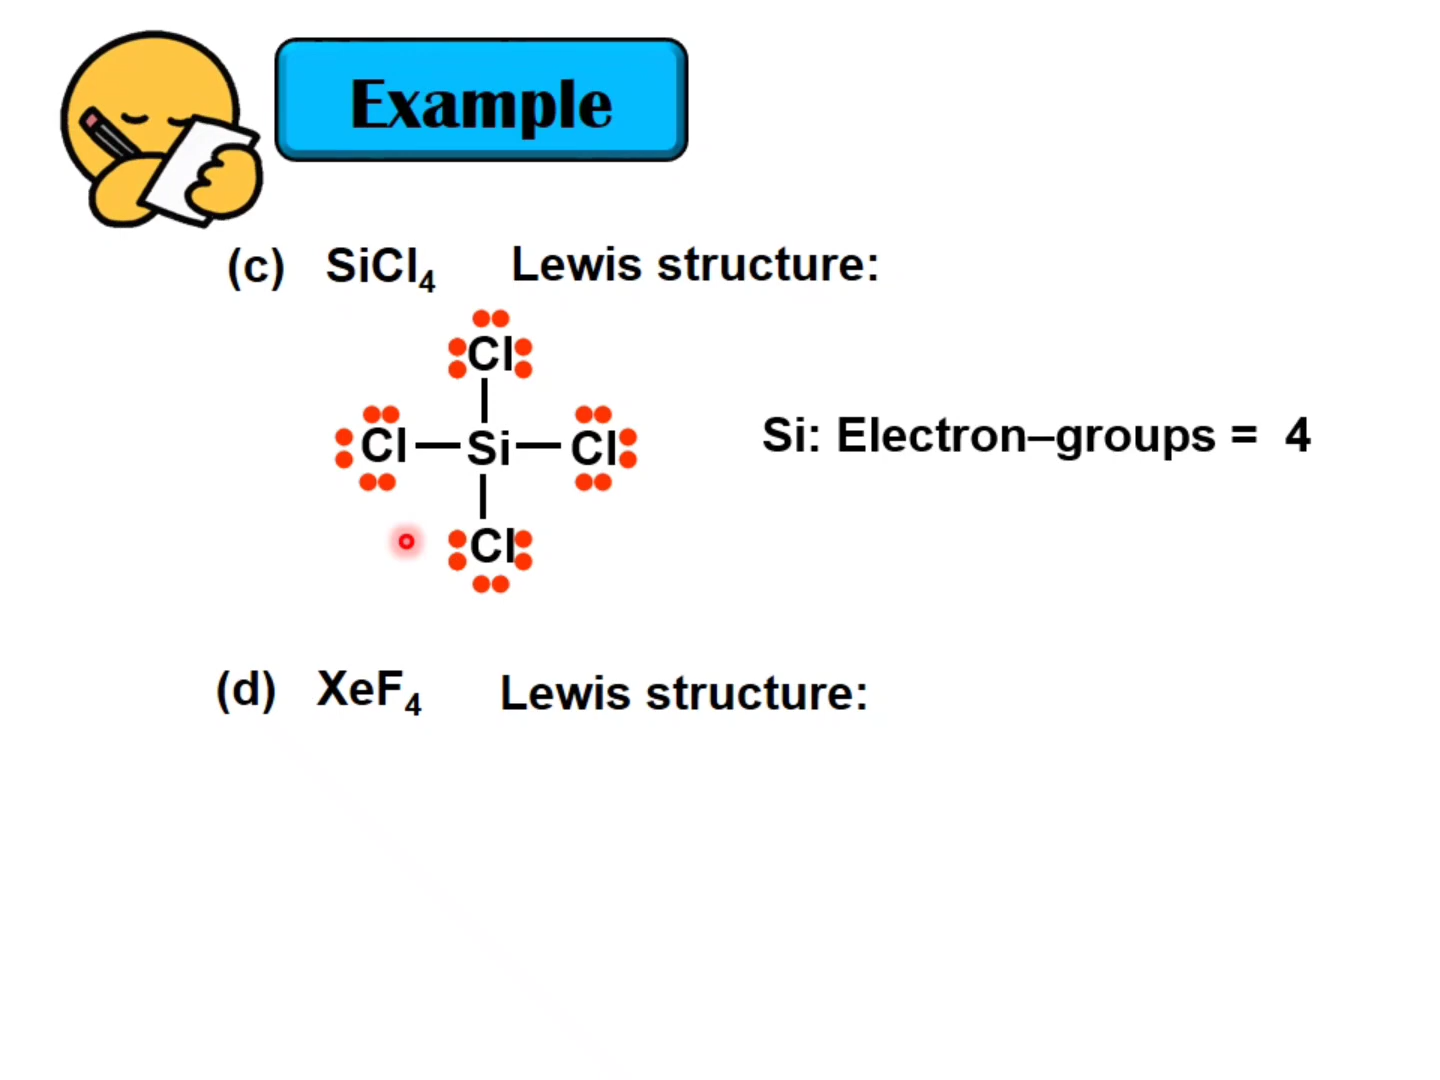 Example
(c) SiCl₄ Lewis structure:
Cl
Cl—Si—Cl
Si: Electron–groups = 4
Cl
(d) XeF₄ Lewis structure: